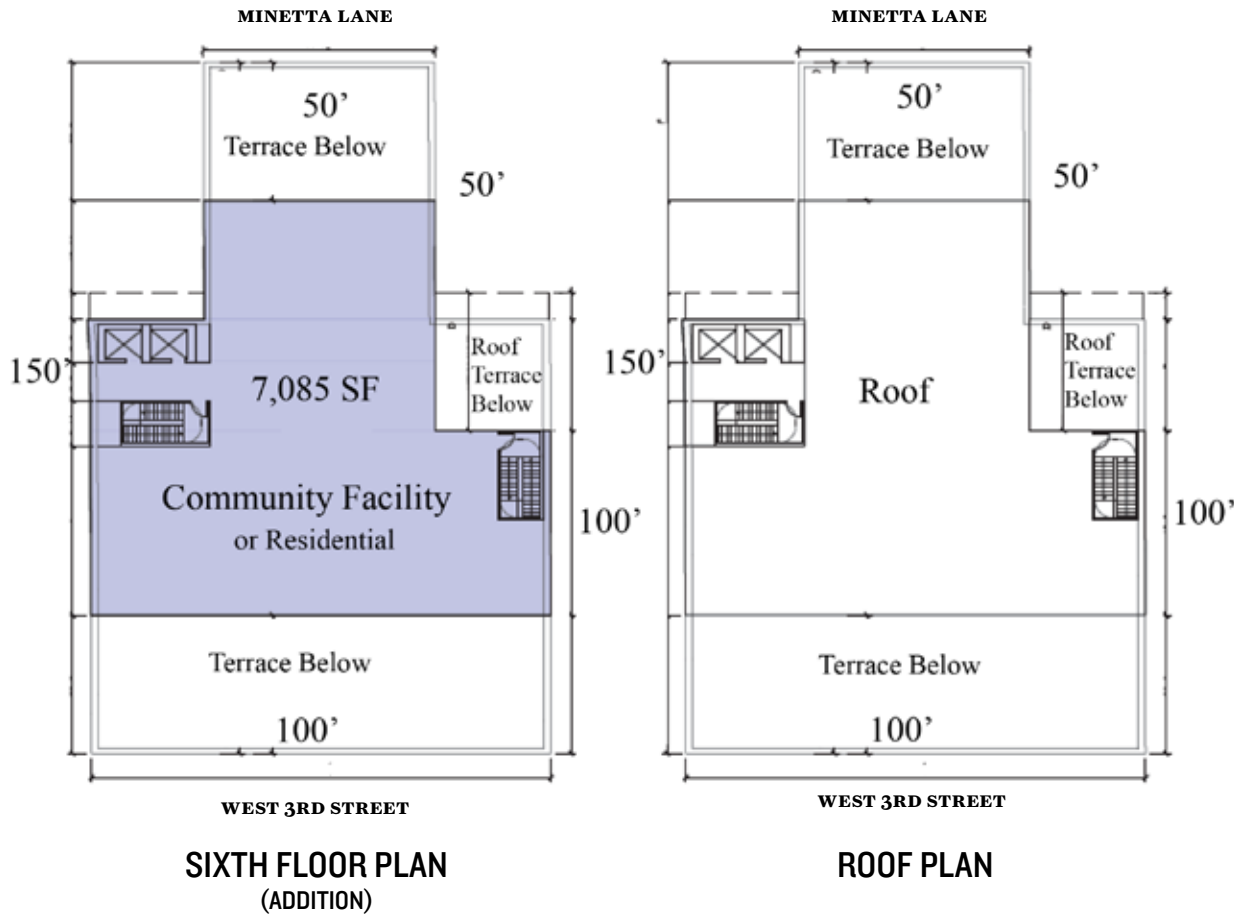 MINETTA LANE
50’
Terrace Below
50’
150’
7,085 SF
Roof
Terrace
Below
Community Facility
or Residential
100’
Terrace Below
100’
WEST 3RD STREET
SIXTH FLOOR PLAN
(ADDITION)
MINETTA LANE
50’
Terrace Below
50’
150’
Roof
Roof
Terrace
Below
100’
Terrace Below
100’
WEST 3RD STREET
ROOF PLAN